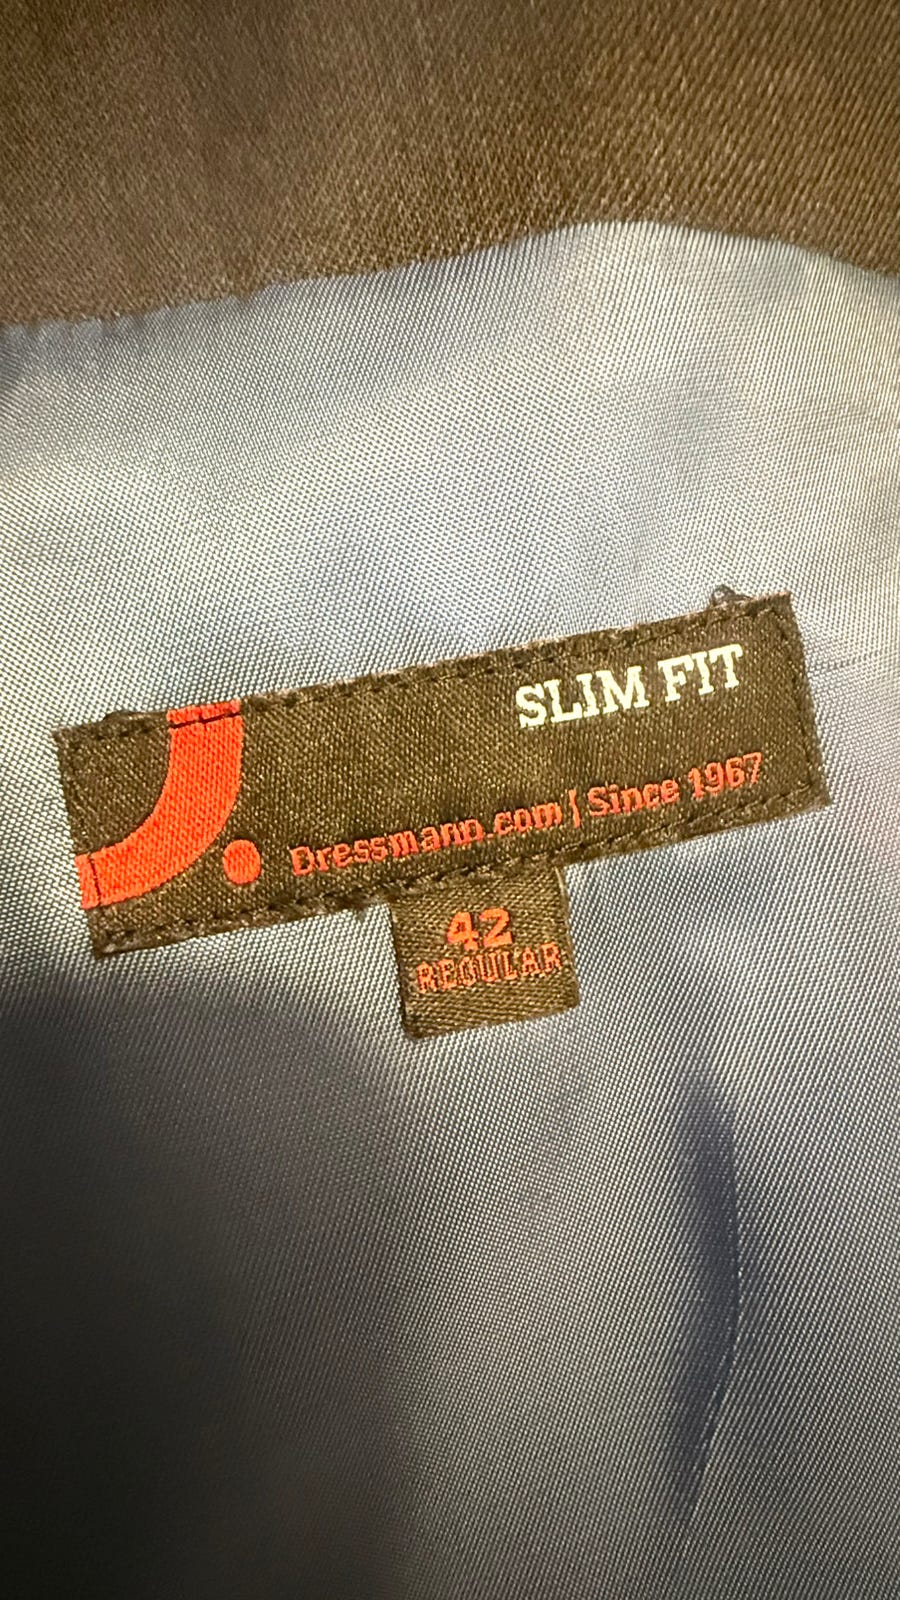 SLIM FIT
Dressmann.com | Since 1967
42
REGULAR